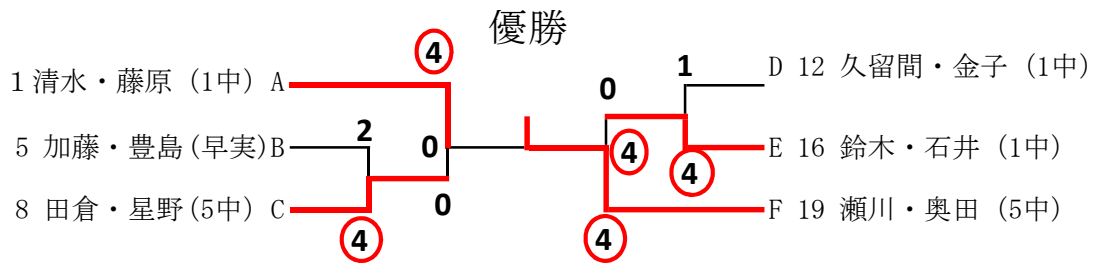 優勝
4
1 清水・藤原 (1中) A
5 加藤・豊島(早実)B
2
8 田倉・星野(5中) C
4
0
0
0
1
D 12 久留間・金子 (1中)
4
4
E 16 鈴木・石井 (1中)
F 19 瀬川・奥田 (5中)
4